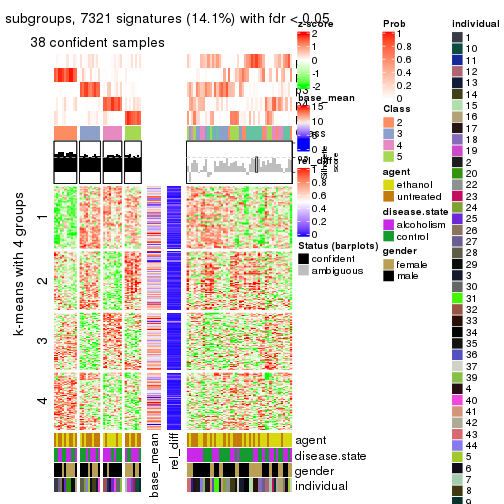 subgroups, 7321 signatures (14.1%) with fdr < 0.05
38 confident samples
k-means with 4 groups
1
2
3
4
base_mean
rel_diff
agent
disease.state
gender
individual
z-score
2
1
0
-1
-2
base_mean
15
10
5
0
rel_diff
1
0.8
0.6
0.4
0.2
0
Silhouette
score
Status (barplots)
confident
ambiguous
Prob
1
0.8
0.6
0.4
0.2
0
Class
2
3
4
5
agent
ethanol
untreated
disease.state
alcoholism
control
gender
female
male
individual
1
10
11
12
13
14
15
16
17
18
19
2
20
22
23
24
25
26
27
28
29
3
30
31
32
33
34
35
36
37
39
4
40
41
42
43
44
5
6
7
8
9